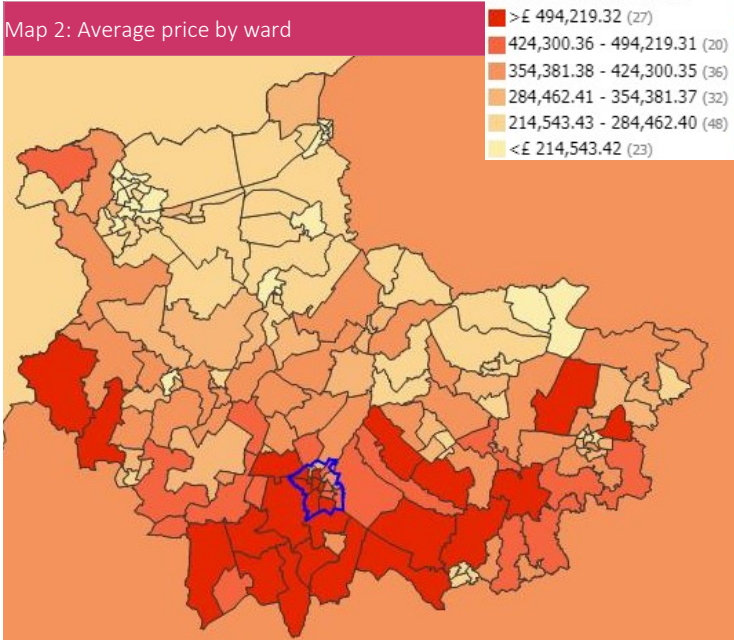 Map 2: Average price by ward
>£ 494,219.32 (27)
424,300.36 - 494,219.31 (20)
354,381.38 - 424,300.35 (36)
284,462.41 - 354,381.37 (32)
214,543.43 - 284,462.40 (48)
<£ 214,543.42 (23)